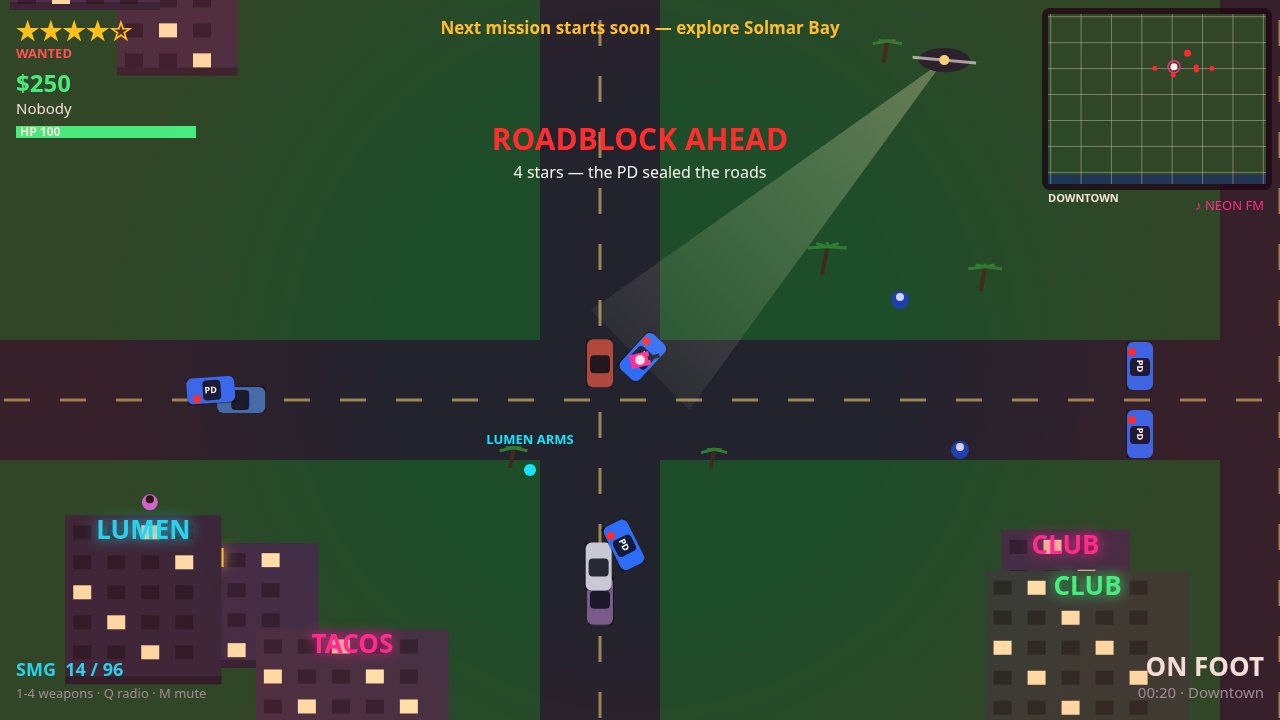 ★★★★☆
Next mission starts soon — explore Solmar Bay
WANTED
$250
Nobody
HP 100
ROADBLOCK AHEAD
4 stars — the PD sealed the roads
DOWNTOWN
♪ NEON FM
PD
PD
PD
LUMEN ARMS
PD
LUMEN
CLUB
CLUB
TACOS
SMG 14 / 96
1-4 weapons · Q radio · M mute
ON FOOT
00:20 · Downtown